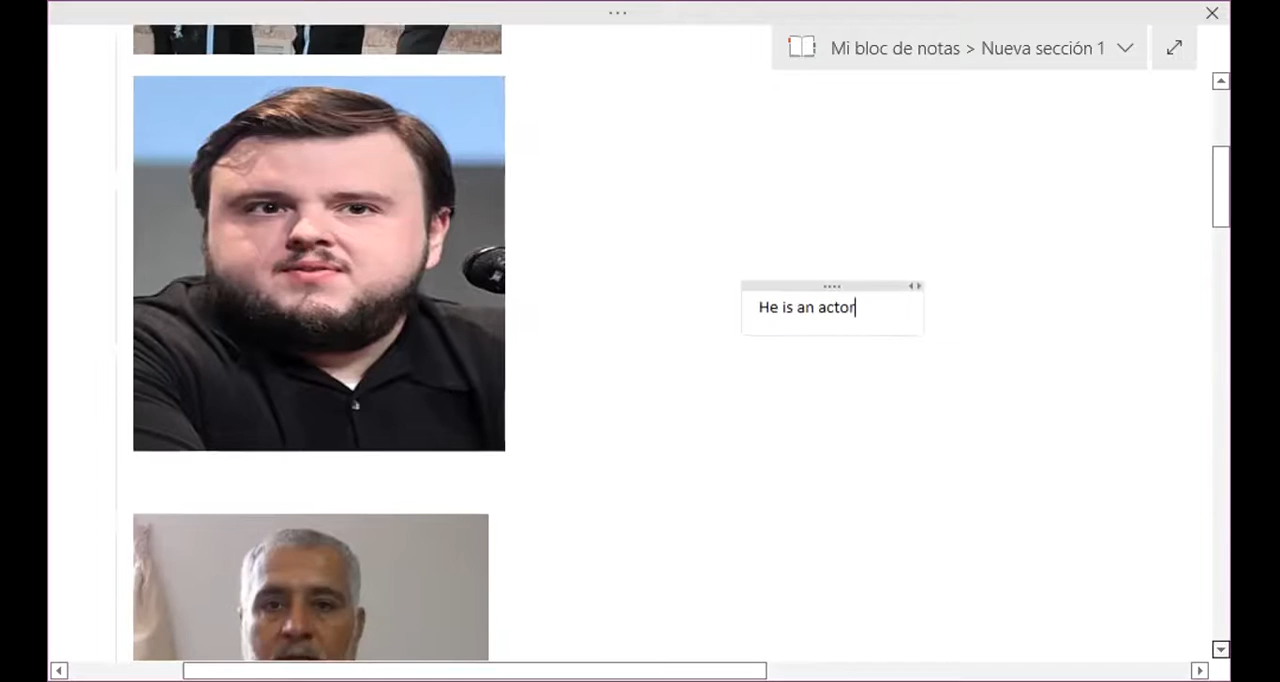 Mi bloc de notas > Nueva sección 1
He is an actor